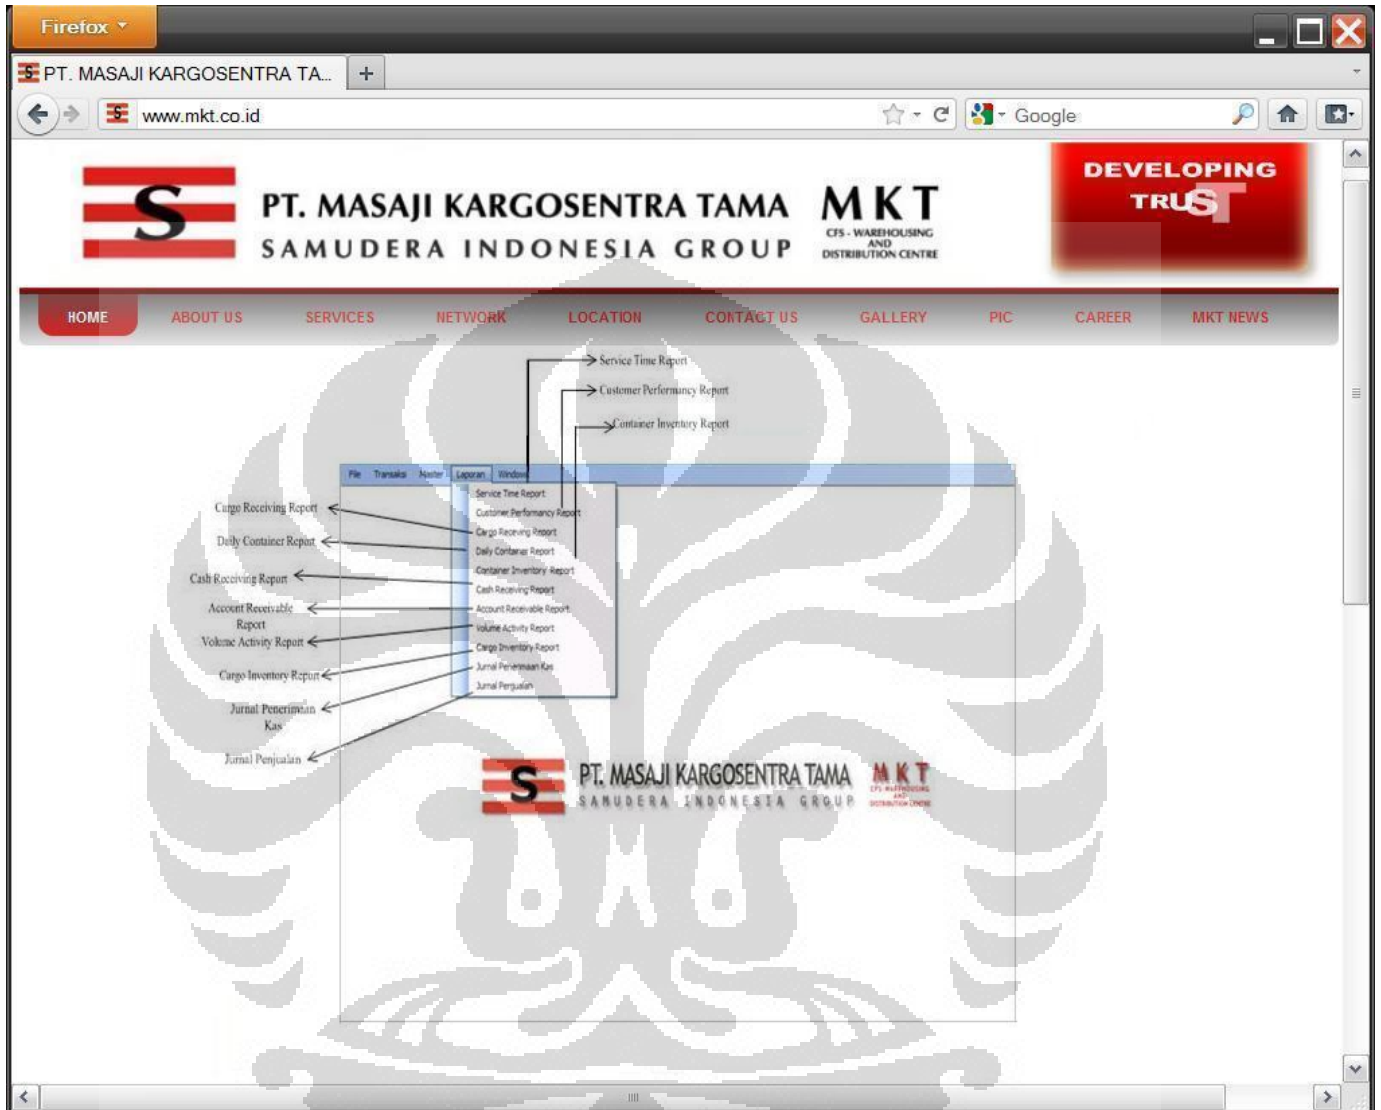 Firefox
PT. MASAJI KARGOSENTRA TA...
www.mkt.co.id
Google
S
PT. MASAJI KARGOSENTRA TAMA
SAMUDERA INDONESIA GROUP
MKT
CFS - WAREHOUSING
AND
DISTRIBUTION CENTRE
DEVELOPING
TRUST
HOME ABOUT US SERVICES NETWORK LOCATION CONTACT US GALLERY PIC CAREER MKT NEWS
Service Time Report
Customer Performancy Report
Container Inventory Report
File Transaksi Master Laporan Window
Service Time Report
Customer Performancy Report
Cargo Receiving Report
Daily Container Report
Container Inventory Report
Cash Receiving Report
Account Receivable Report
Volume Activity Report
Cargo Inventory Report
Jurnal Penerimaan Kas
Jurnal Penjualan
Cargo Receiving Report
Daily Container Report
Cash Receiving Report
Account Receivable
Report
Volume Activity Report
Cargo Inventory Report
Jurnal Penerimaan
Kas
Jurnal Penjualan
S
PT. MASAJI KARGOSENTRA TAMA
SAMUDERA INDONESIA GROUP
MKT
CFS WAREHOUSING
AND
DISTRIBUTION CENTRE